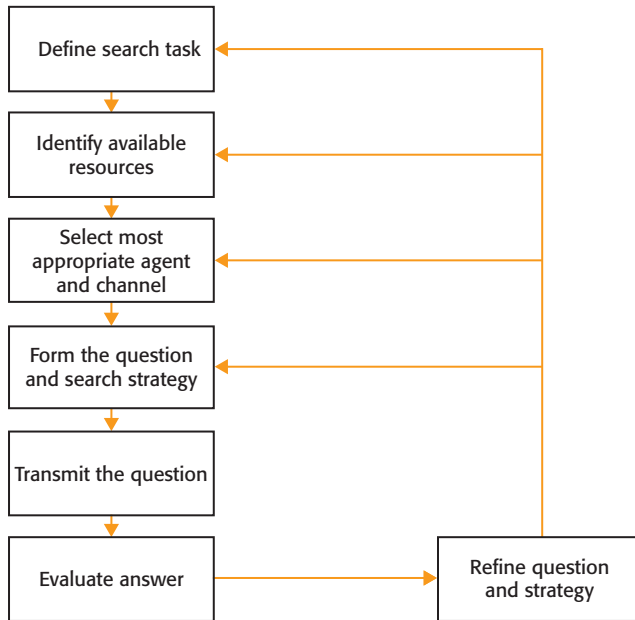 Define search task
Identify available
resources
Select most
appropriate agent
and channel
Form the question
and search strategy
Transmit the question
Evaluate answer
Refine question
and strategy